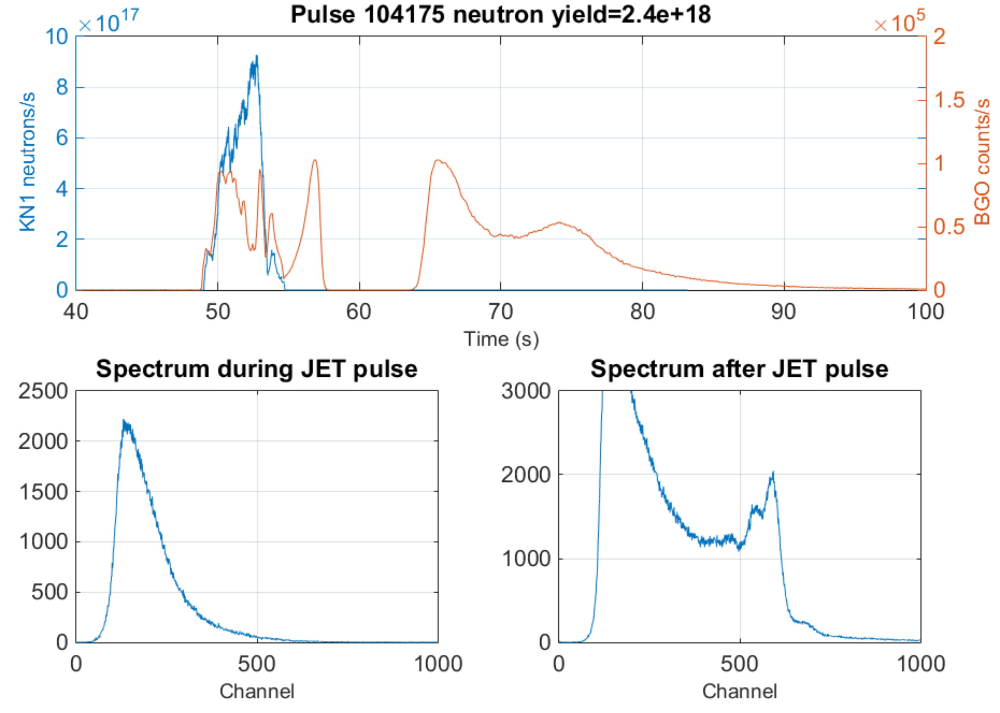 Pulse 104175 neutron yield=2.4e+18
×10^17
×10^5
10
8
6
4
2
0
KN1 neutrons/s
2
1.5
1
0.5
0
BGO counts/s
40 50 60 70 80 90 100
Time (s)
Spectrum during JET pulse
2500
2000
1500
1000
500
0
0 500 1000
Channel
Spectrum after JET pulse
3000
2000
1000
0
0 500 1000
Channel